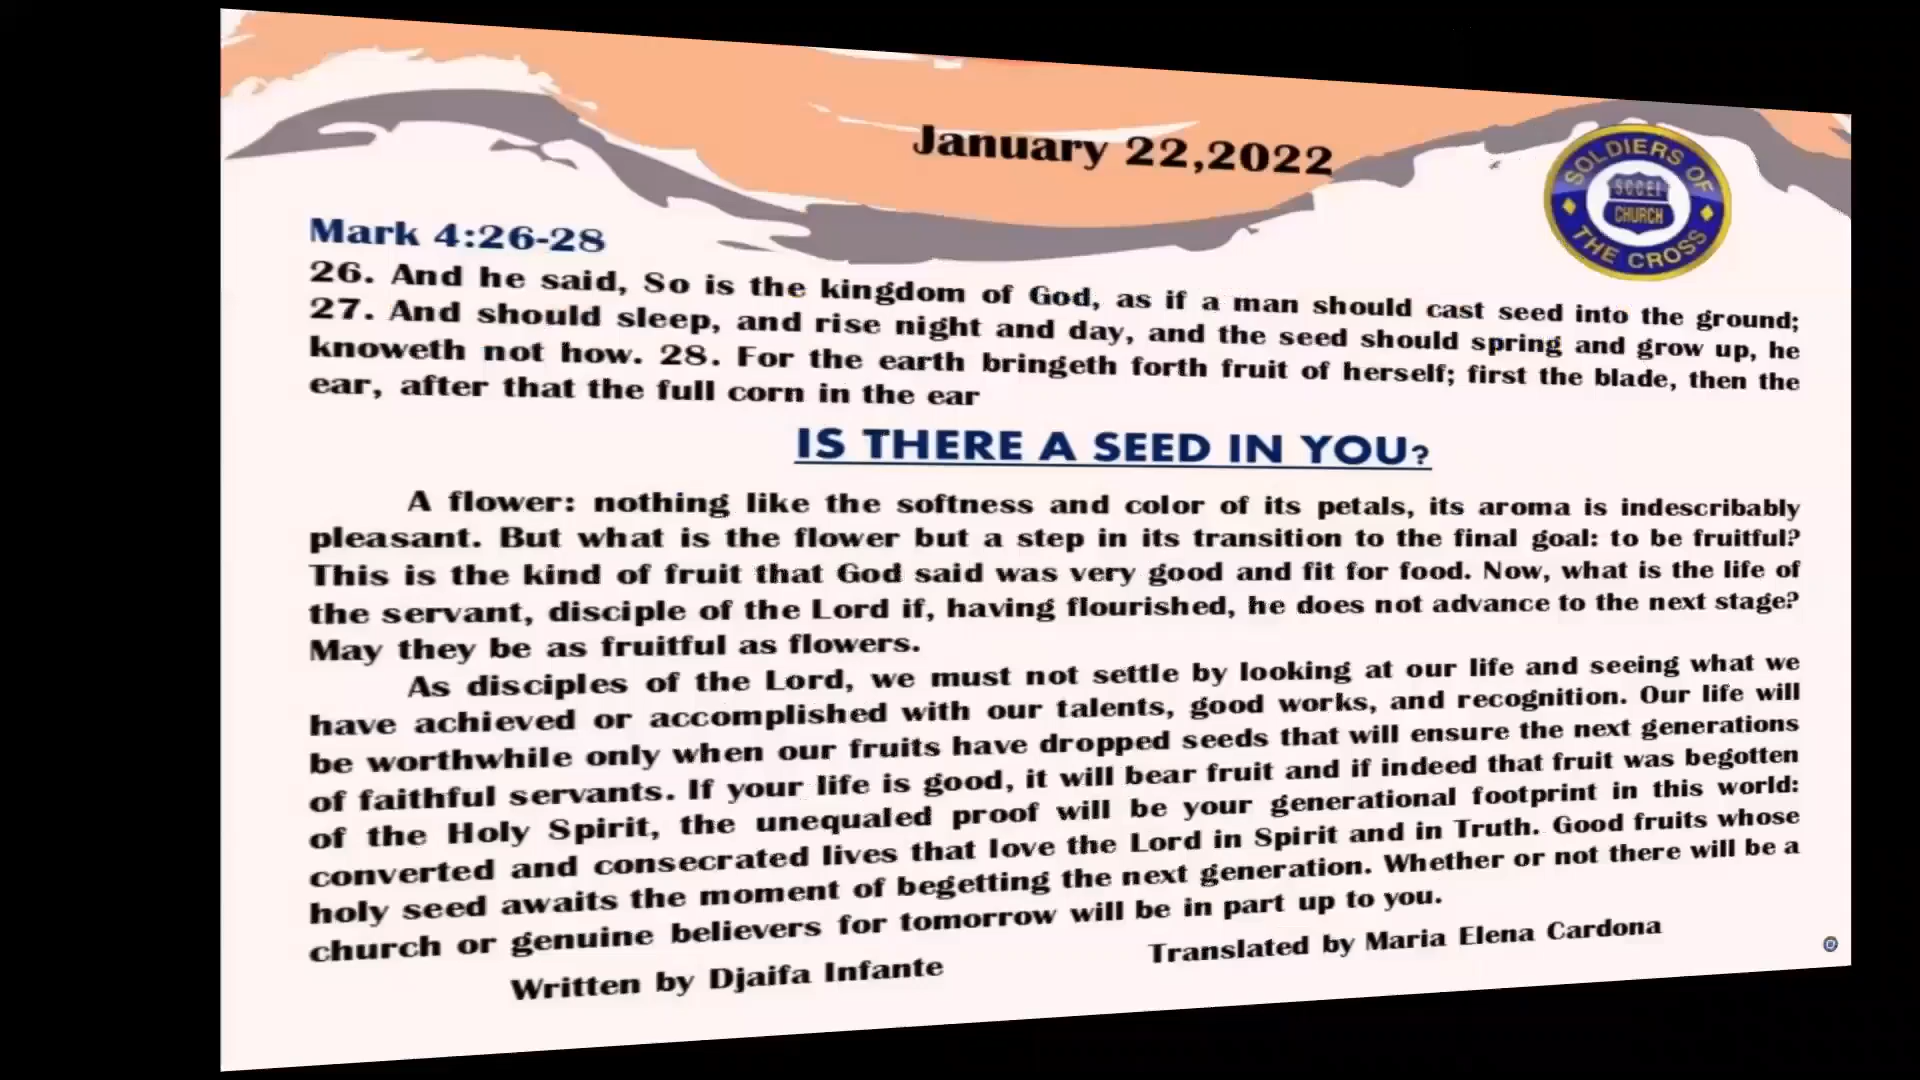 January 22,2022
SOLDIERS OF
SCCEI
CHURCH
THE CROSS
Mark 4:26-28
26. And he said, So is the kingdom of God, as if a man should cast seed into the ground;
27. And should sleep, and rise night and day, and the seed should spring and grow up, he
knoweth not how. 28. For the earth bringeth forth fruit of herself; first the blade, then the
ear, after that the full corn in the ear
IS THERE A SEED IN YOU?
A flower: nothing like the softness and color of its petals, its aroma is indescribably
pleasant. But what is the flower but a step in its transition to the final goal: to be fruitful?
This is the kind of fruit that God said was very good and fit for food. Now, what is the life of
the servant, disciple of the Lord if, having flourished, he does not advance to the next stage?
May they be as fruitful as flowers.
As disciples of the Lord, we must not settle by looking at our life and seeing what we
have achieved or accomplished with our talents, good works, and recognition. Our life will
be worthwhile only when our fruits have dropped seeds that will ensure the next generations
of faithful servants. If your life is good, it will bear fruit and if indeed that fruit was begotten
of the Holy Spirit, the unequaled proof will be your generational footprint in this world:
converted and consecrated lives that love the Lord in Spirit and in Truth. Good fruits whose
holy seed awaits the moment of begetting the next generation. Whether or not there will be a
church or genuine believers for tomorrow will be in part up to you.
Written by Djaifa Infante
Translated by Maria Elena Cardona